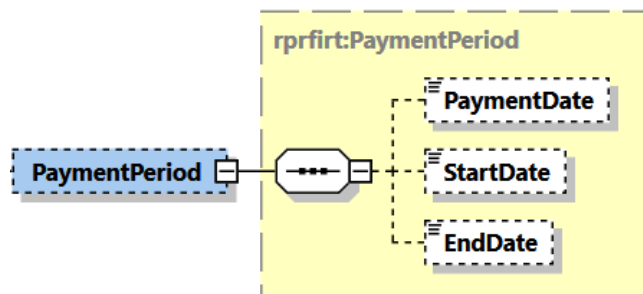 rprfirt:PaymentPeriod
PaymentDate
PaymentPeriod
StartDate
EndDate